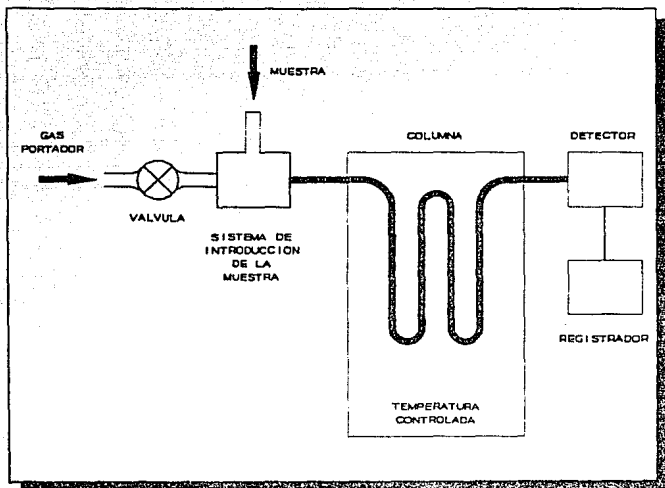 MUESTRA
GAS
PORTADOR
VALVULA
SISTEMA DE
INTRODUCCION
DE LA
MUESTRA
COLUMNA
TEMPERATURA
CONTROLADA
DETECTOR
REGISTRADOR